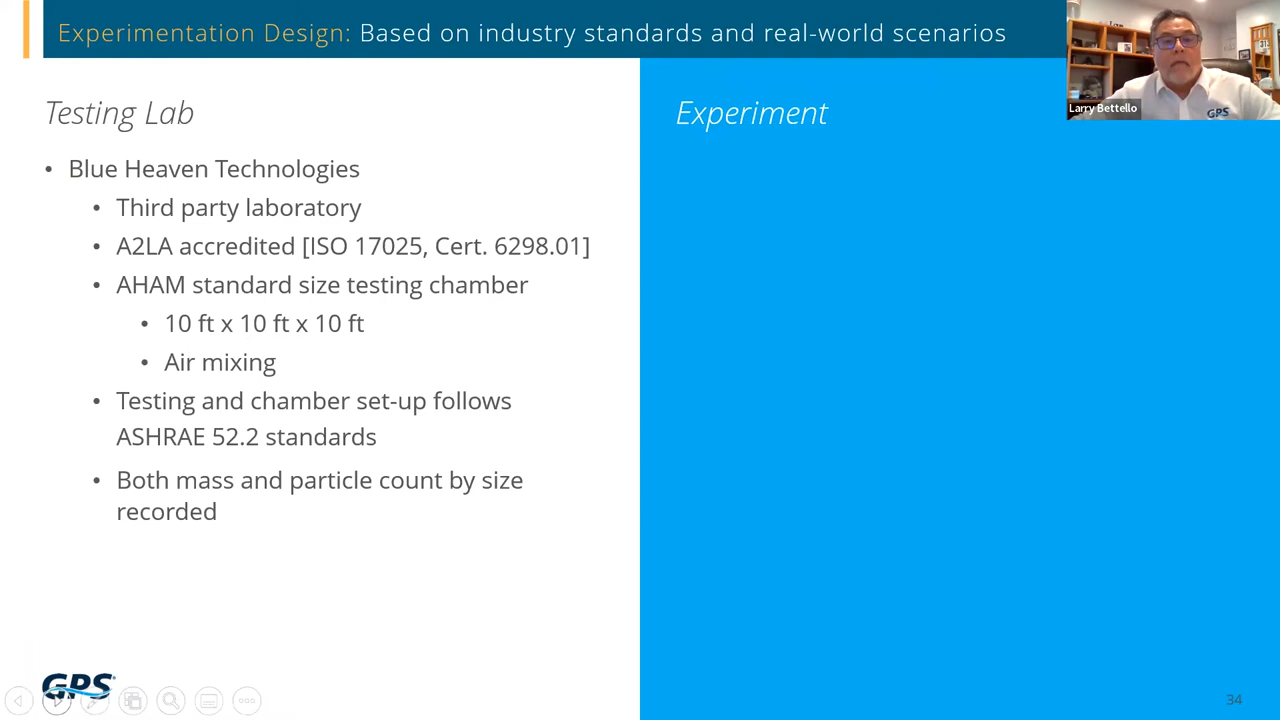 Experimentation Design: Based on industry standards and real-world scenarios
Larry Bettello
GPS
Testing Lab
• Blue Heaven Technologies
• Third party laboratory
• A2LA accredited [ISO 17025, Cert. 6298.01]
• AHAM standard size testing chamber
• 10 ft x 10 ft x 10 ft
• Air mixing
• Testing and chamber set-up follows
ASHRAE 52.2 standards
• Both mass and particle count by size
recorded
Experiment
GPS
34